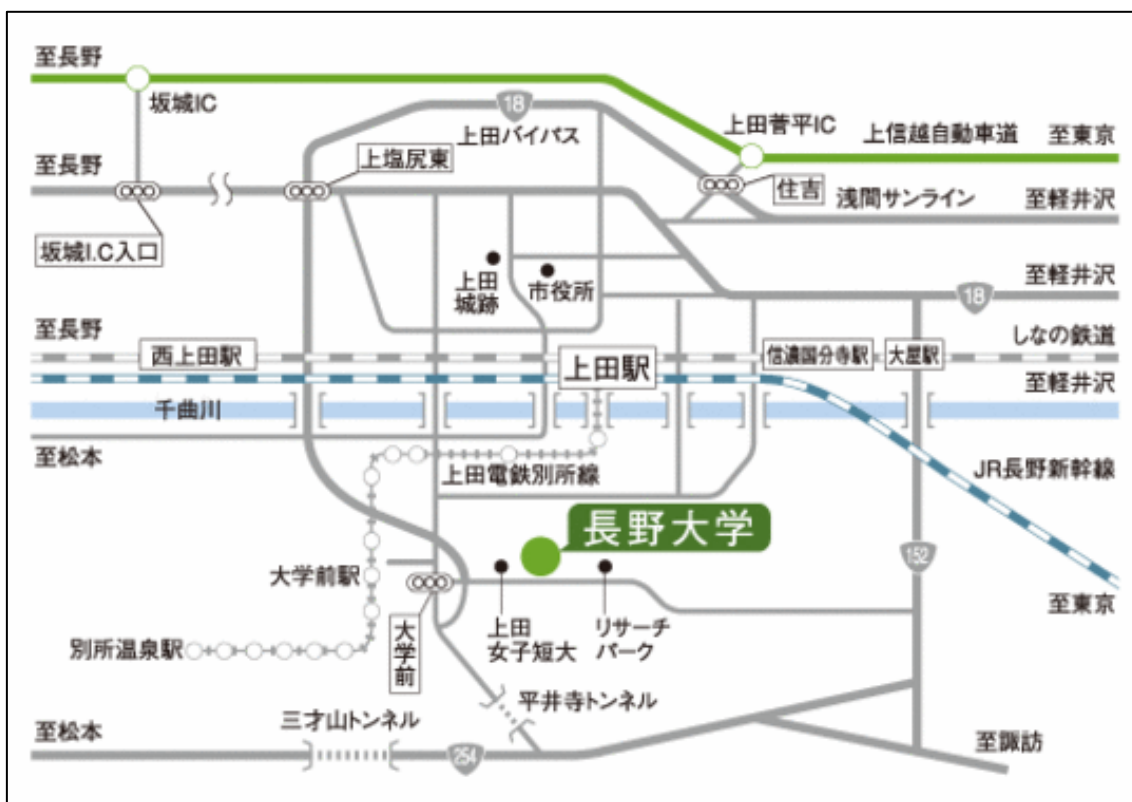 至長野
坂城IC
18
上田バイパス
上田菅平IC
上信越自動車道
至東京
至長野
上塩尻東
住吉
浅間サンライン
至軽井沢
坂城I.C入口
上田
城跡
市役所
至軽井沢
18
至長野
しなの鉄道
西上田駅
上田駅
信濃国分寺駅
大屋駅
至軽井沢
千曲川
至松本
上田電鉄別所線
JR長野新幹線
長野大学
152
大学前駅
至東京
大学前
上田
女子短大
リサーチ
パーク
別所温泉駅
平井寺トンネル
三才山トンネル
至松本
254
至諏訪